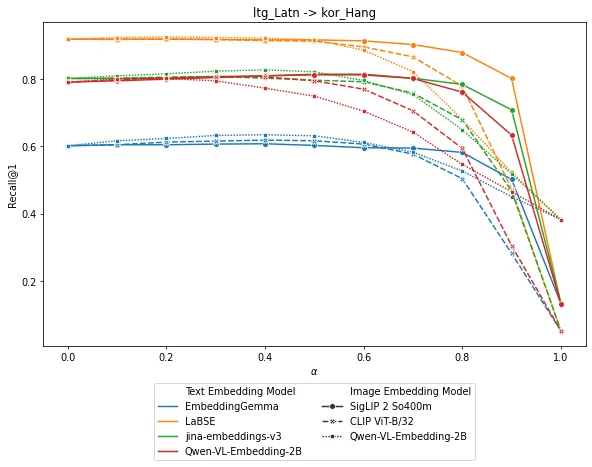 ltg_Latn -> kor_Hang
Recall@1
0.8
0.6
0.4
0.2
0.0 0.2 0.4 0.6 0.8 1.0
α
Text Embedding Model
EmbeddingGemma
LaBSE
jina-embeddings-v3
Qwen-VL-Embedding-2B
Image Embedding Model
SigLIP 2 So400m
CLIP ViT-B/32
Qwen-VL-Embedding-2B